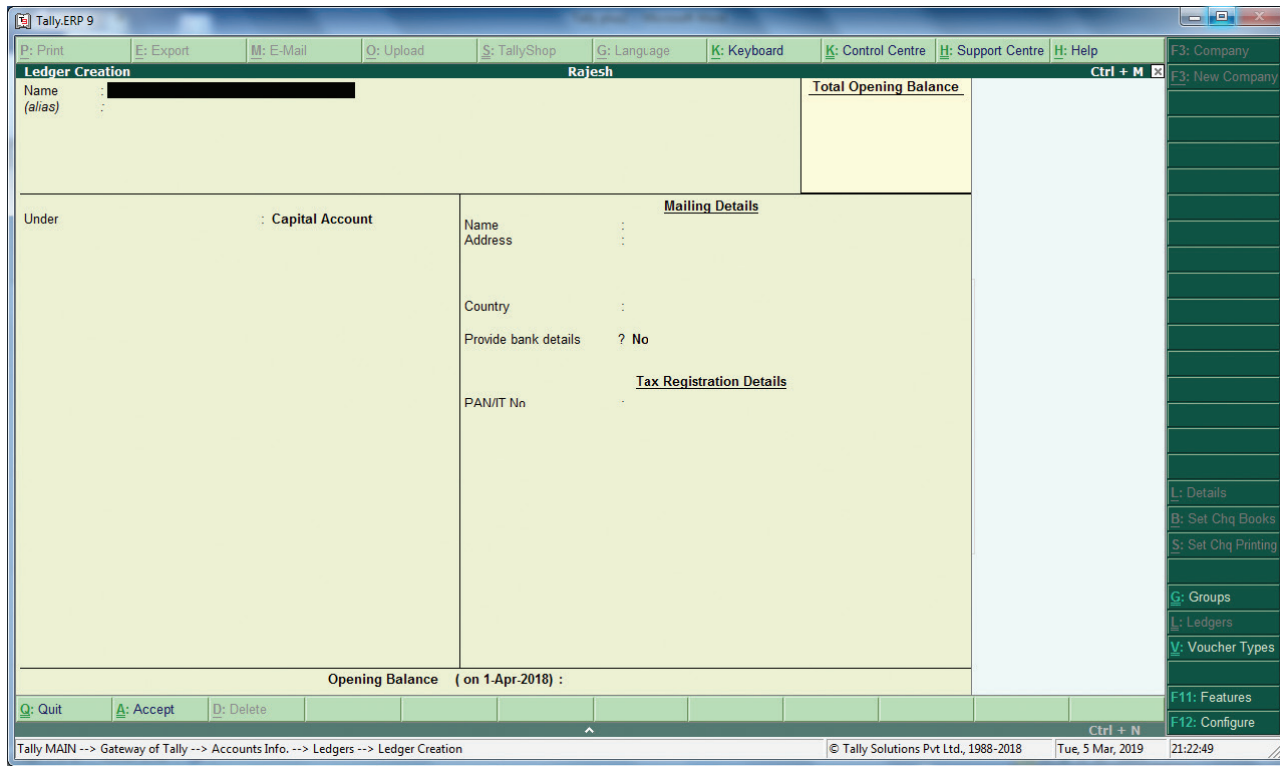 Tally.ERP 9
P: Print E: Export M: E-Mail O: Upload S: TallyShop G: Language K: Keyboard K: Control Centre H: Support Centre H: Help F3: Company
Ledger Creation Rajesh Ctrl + M F3: New Company
Name :
(alias) :
Total Opening Balance
Under : Capital Account
Mailing Details
Name :
Address :
Country :
Provide bank details ? No
Tax Registration Details
PAN/IT No :
L: Details
B: Set Chq Books
S: Set Chq Printing
G: Groups
L: Ledgers
V: Voucher Types
Opening Balance ( on 1-Apr-2018) :
F11: Features
Q: Quit A: Accept D: Delete
F12: Configure
Ctrl + N
Tally MAIN --> Gateway of Tally --> Accounts Info. --> Ledgers --> Ledger Creation © Tally Solutions Pvt Ltd., 1988-2018 Tue, 5 Mar, 2019 21:22:49